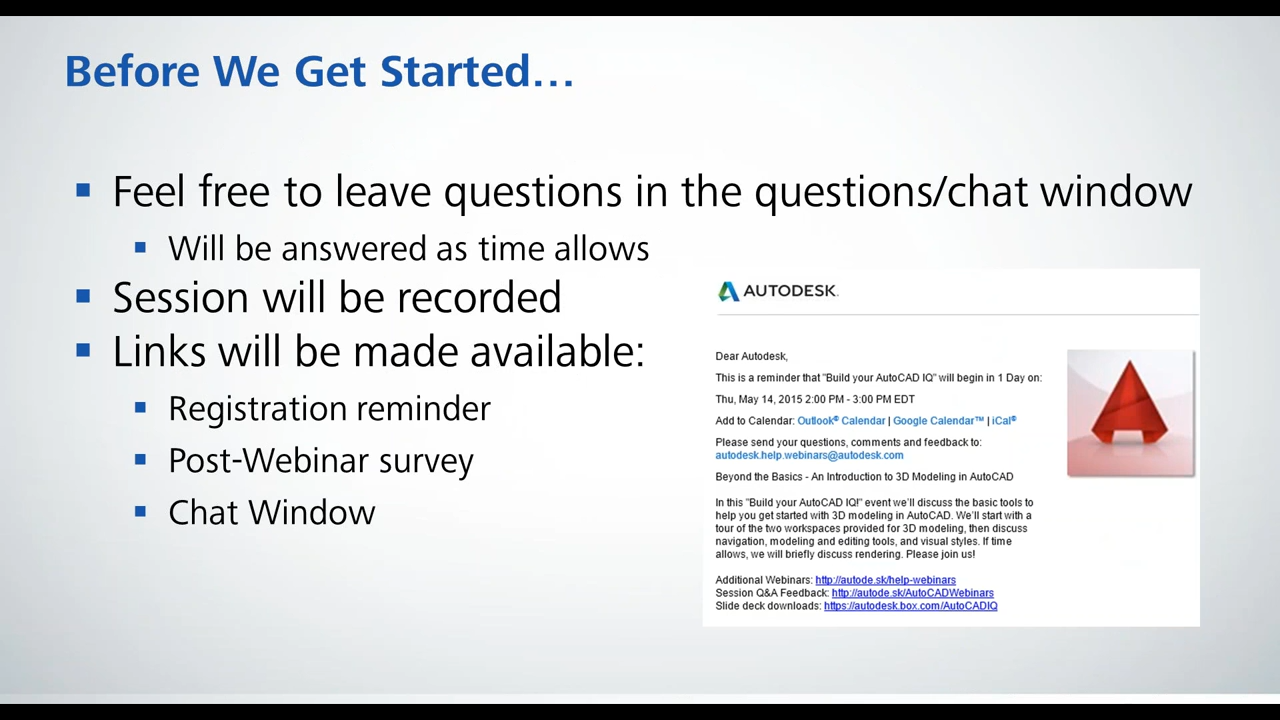 Before We Get Started...
Feel free to leave questions in the questions/chat window
Will be answered as time allows
Session will be recorded
Links will be made available:
Registration reminder
Post-Webinar survey
Chat Window
AUTODESK.
Dear Autodesk,
This is a reminder that "Build your AutoCAD IQ" will begin in 1 Day on:
Thu, May 14, 2015 2:00 PM - 3:00 PM EDT
Add to Calendar: Outlook® Calendar | Google Calendar™ | iCal®
Please send your questions, comments and feedback to:
autodesk.help.webinars@autodesk.com
Beyond the Basics - An Introduction to 3D Modeling in AutoCAD
In this "Build your AutoCAD IQ!" event we'll discuss the basic tools to
help you get started with 3D modeling in AutoCAD. We'll start with a
tour of the two workspaces provided for 3D modeling, then discuss
navigation, modeling and editing tools, and visual styles. If time
allows, we will briefly discuss rendering. Please join us!
Additional Webinars: http://autode.sk/help-webinars
Session Q&A Feedback: http://autode.sk/AutoCADWebinars
Slide deck downloads: https://autodesk.box.com/AutoCADIQ